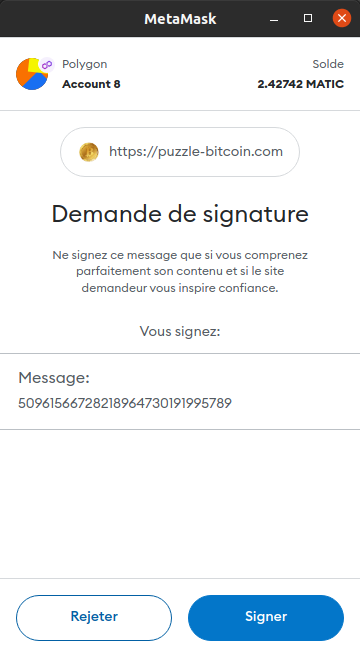 MetaMask
Polygon
Solde
Account 8
2.42742 MATIC
https://puzzle-bitcoin.com
Demande de signature
Ne signez ce message que si vous comprenez
parfaitement son contenu et si le site
demandeur vous inspire confiance.
Vous signez:
Message:
50961566728218964730191995789
Rejeter
Signer